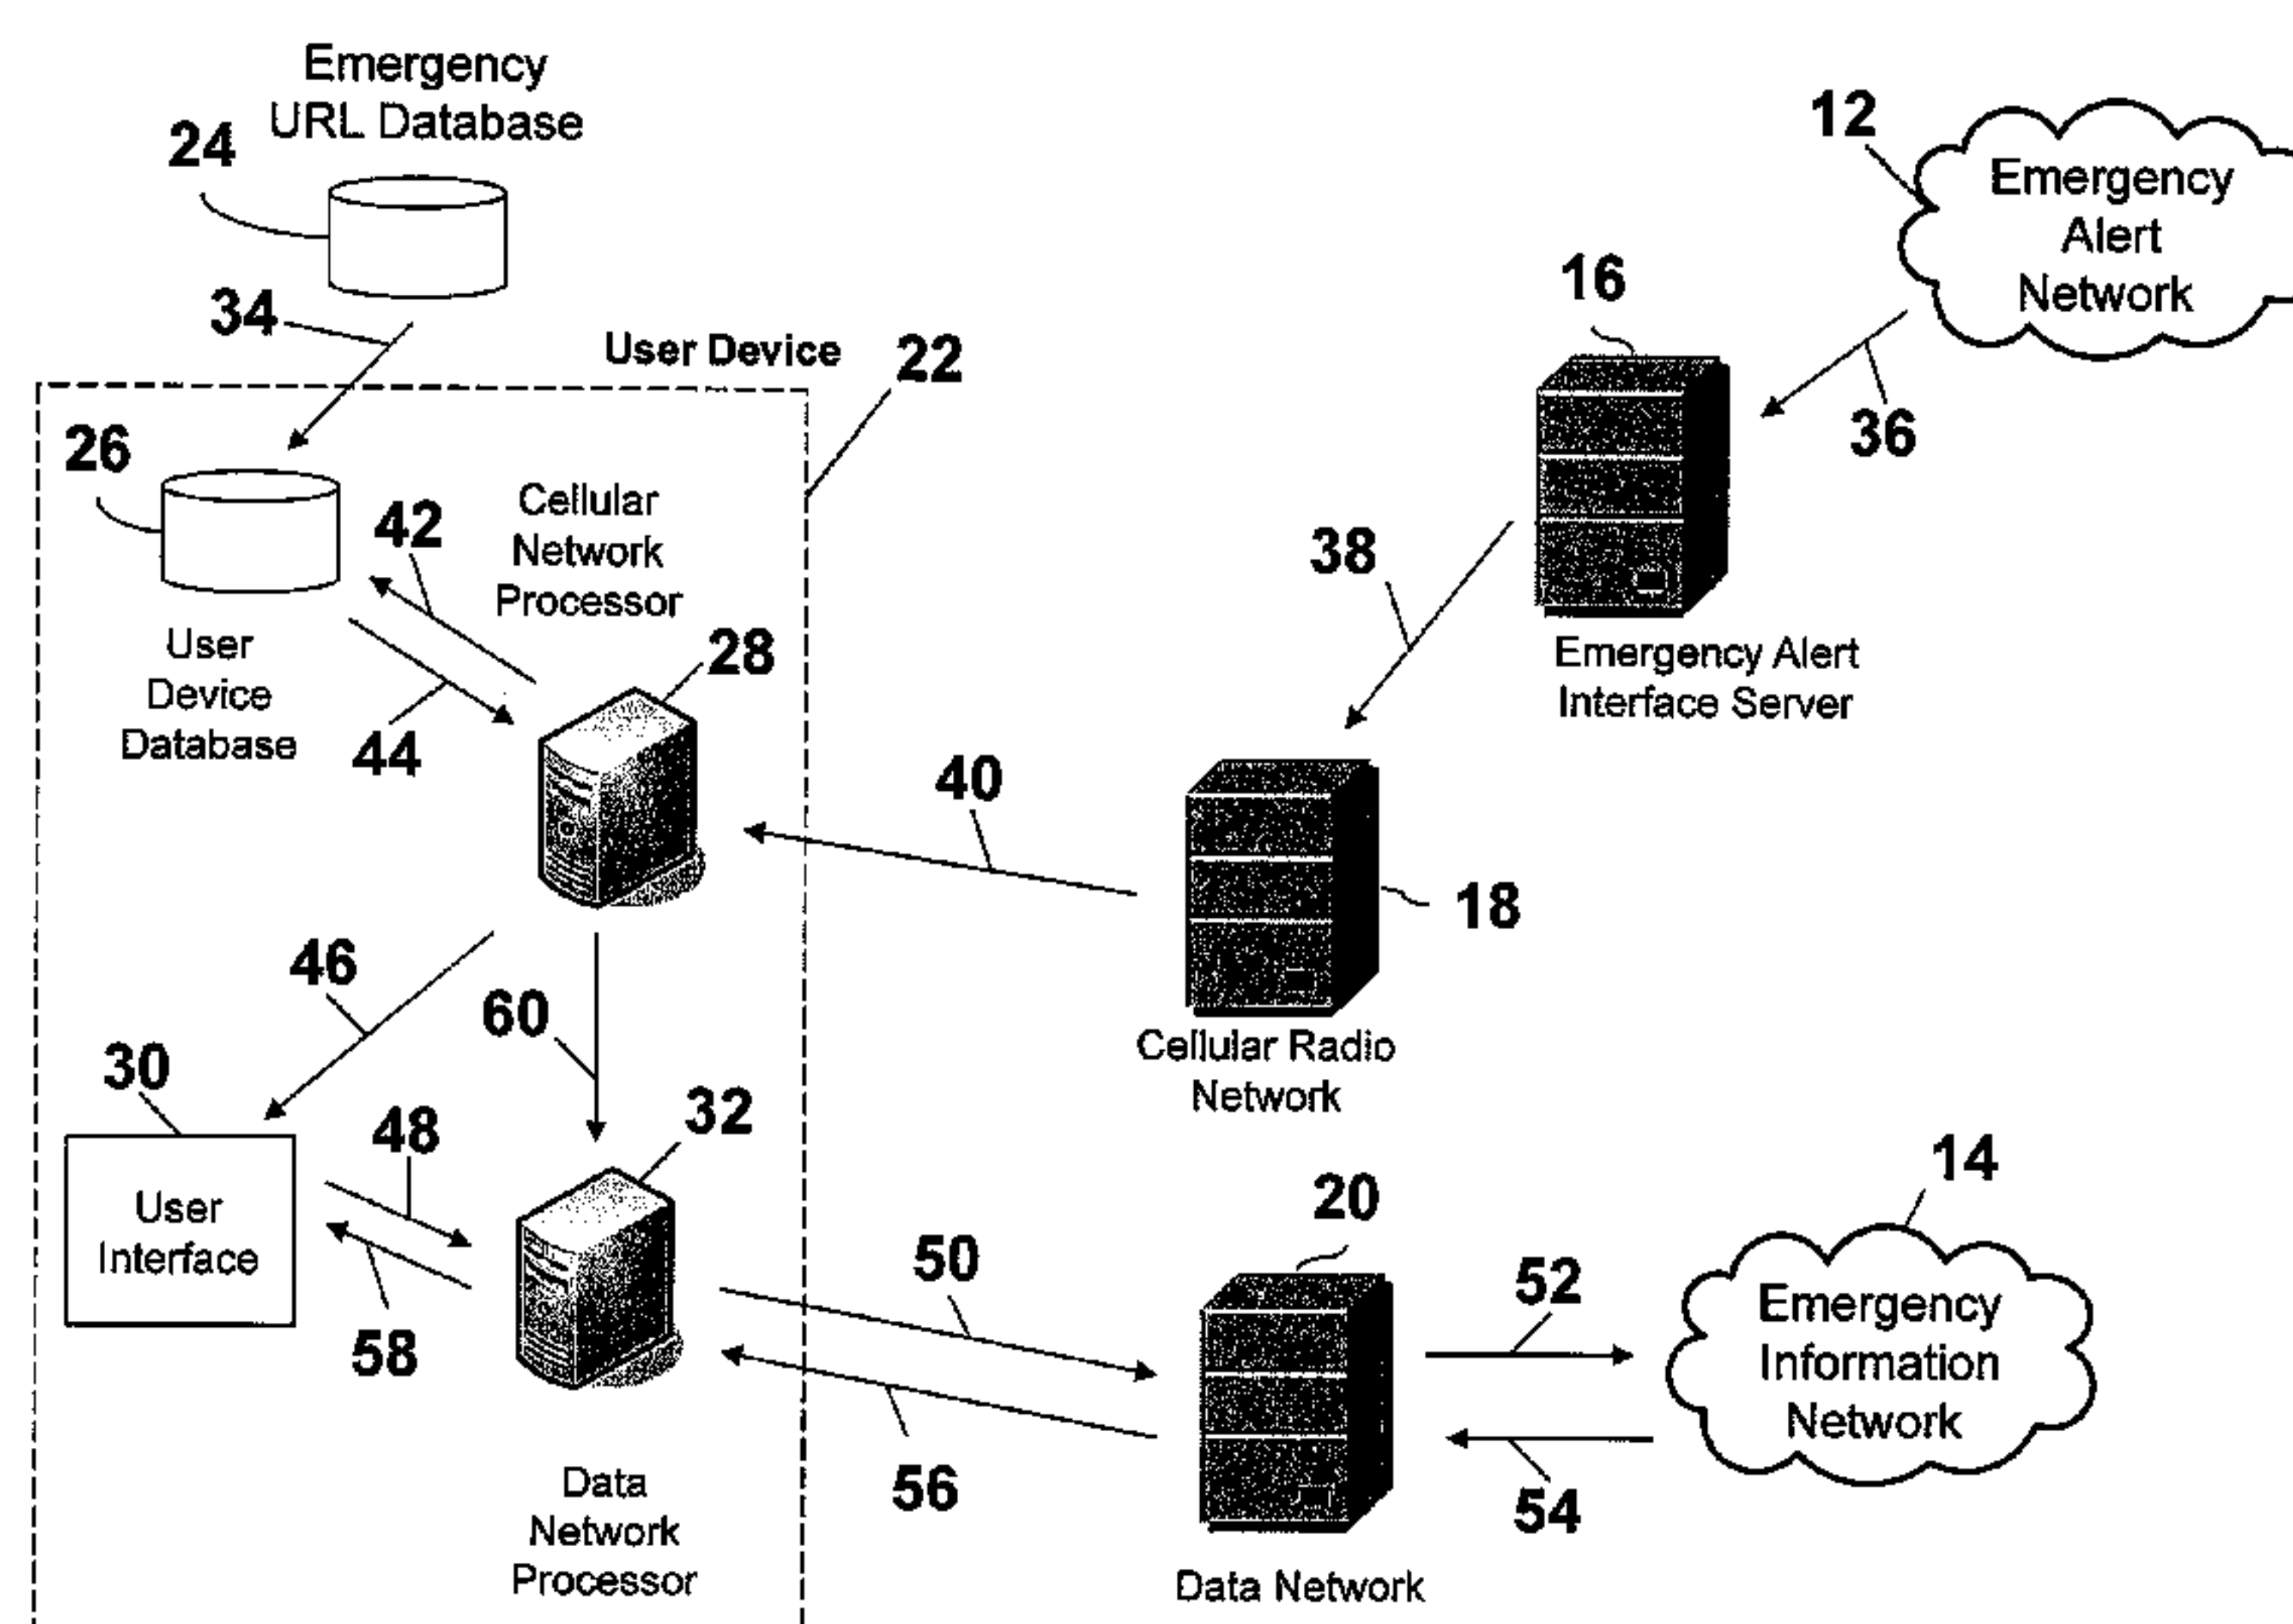 Emergency
URL Database
24
34
User Device
22
26
42
Cellular
Network
Processor
28
User
Device
Database
44
12
Emergency
Alert
Network
16
36
38
Emergency Alert
Interface Server
40
18
Cellular Radio
Network
46
60
30
48
32
User
Interface
58
50
20
14
52
Emergency
Information
Network
56
54
Data
Network
Processor
Data Network